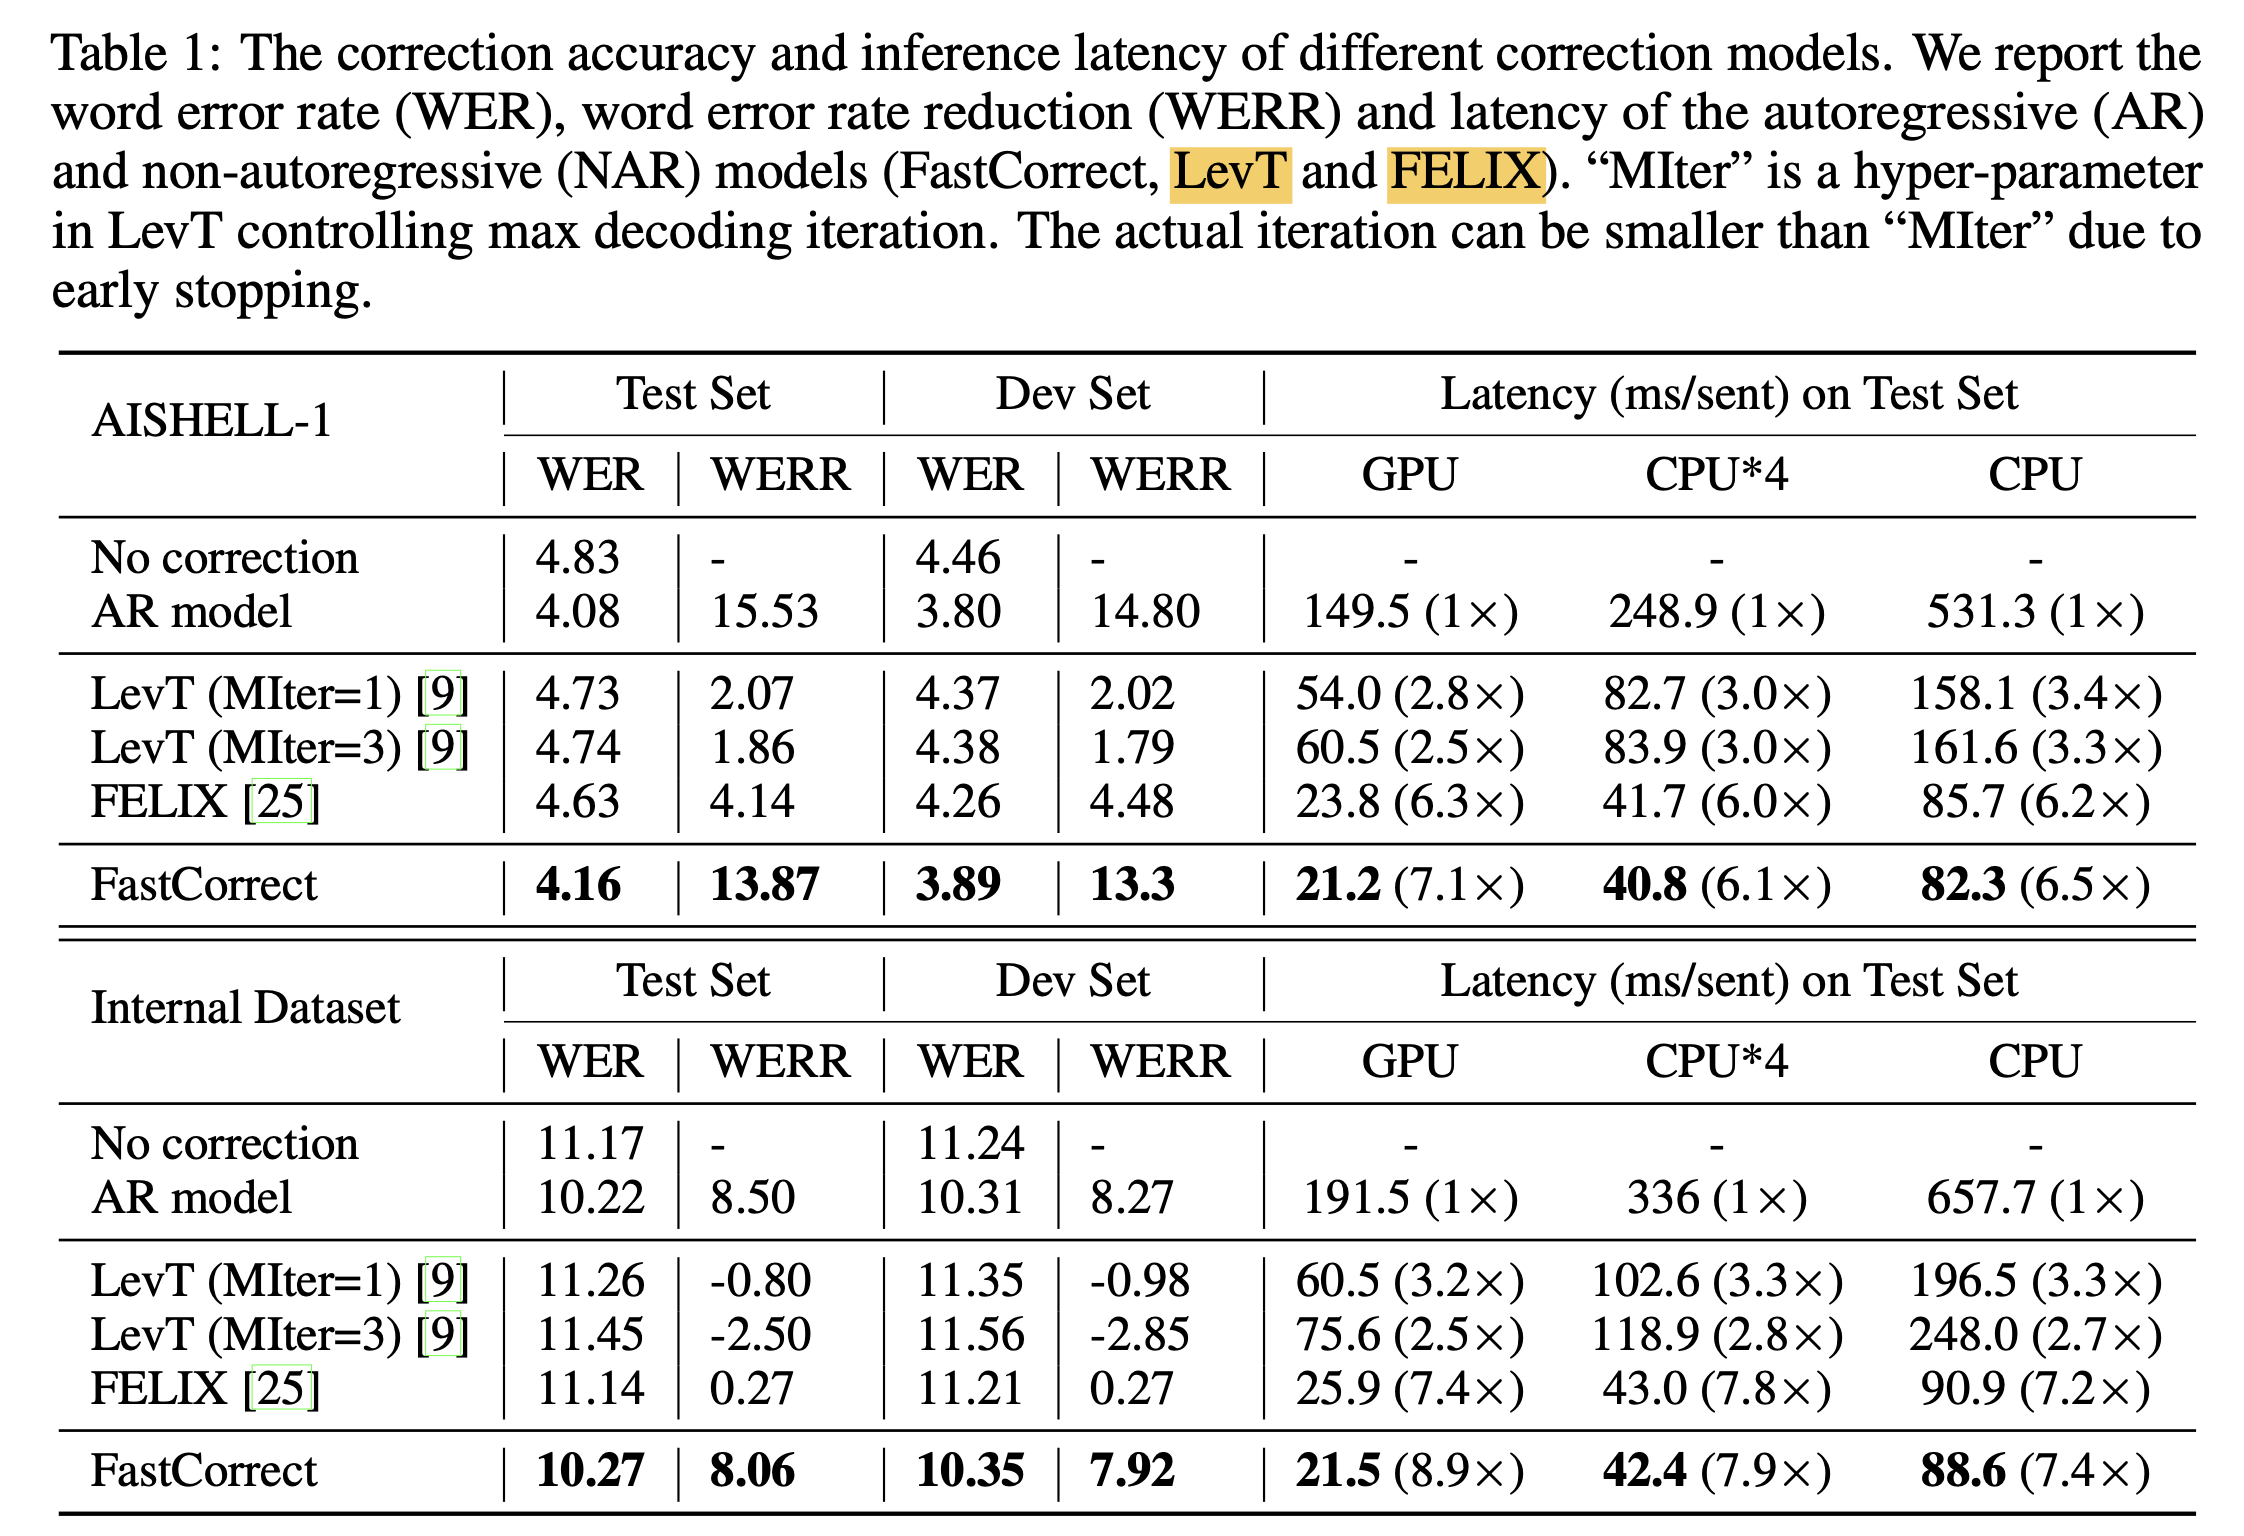 Table 1: The correction accuracy and inference latency of different correction models. We report the
word error rate (WER), word error rate reduction (WERR) and latency of the autoregressive (AR)
and non-autoregressive (NAR) models (FastCorrect, LevT and FELIX). “MIter” is a hyper-parameter
in LevT controlling max decoding iteration. The actual iteration can be smaller than “MIter” due to
early stopping.
AISHELL-1 Test Set Dev Set Latency (ms/sent) on Test Set
WER WERR WER WERR GPU CPU*4 CPU
No correction 4.83 - 4.46 - - - -
AR model 4.08 15.53 3.80 14.80 149.5 (1×) 248.9 (1×) 531.3 (1×)
LevT (MIter=1) [9] 4.73 2.07 4.37 2.02 54.0 (2.8×) 82.7 (3.0×) 158.1 (3.4×)
LevT (MIter=3) [9] 4.74 1.86 4.38 1.79 60.5 (2.5×) 83.9 (3.0×) 161.6 (3.3×)
FELIX [25] 4.63 4.14 4.26 4.48 23.8 (6.3×) 41.7 (6.0×) 85.7 (6.2×)
FastCorrect 4.16 13.87 3.89 13.3 21.2 (7.1×) 40.8 (6.1×) 82.3 (6.5×)
Internal Dataset Test Set Dev Set Latency (ms/sent) on Test Set
WER WERR WER WERR GPU CPU*4 CPU
No correction 11.17 - 11.24 - - - -
AR model 10.22 8.50 10.31 8.27 191.5 (1×) 336 (1×) 657.7 (1×)
LevT (MIter=1) [9] 11.26 -0.80 11.35 -0.98 60.5 (3.2×) 102.6 (3.3×) 196.5 (3.3×)
LevT (MIter=3) [9] 11.45 -2.50 11.56 -2.85 75.6 (2.5×) 118.9 (2.8×) 248.0 (2.7×)
FELIX [25] 11.14 0.27 11.21 0.27 25.9 (7.4×) 43.0 (7.8×) 90.9 (7.2×)
FastCorrect 10.27 8.06 10.35 7.92 21.5 (8.9×) 42.4 (7.9×) 88.6 (7.4×)